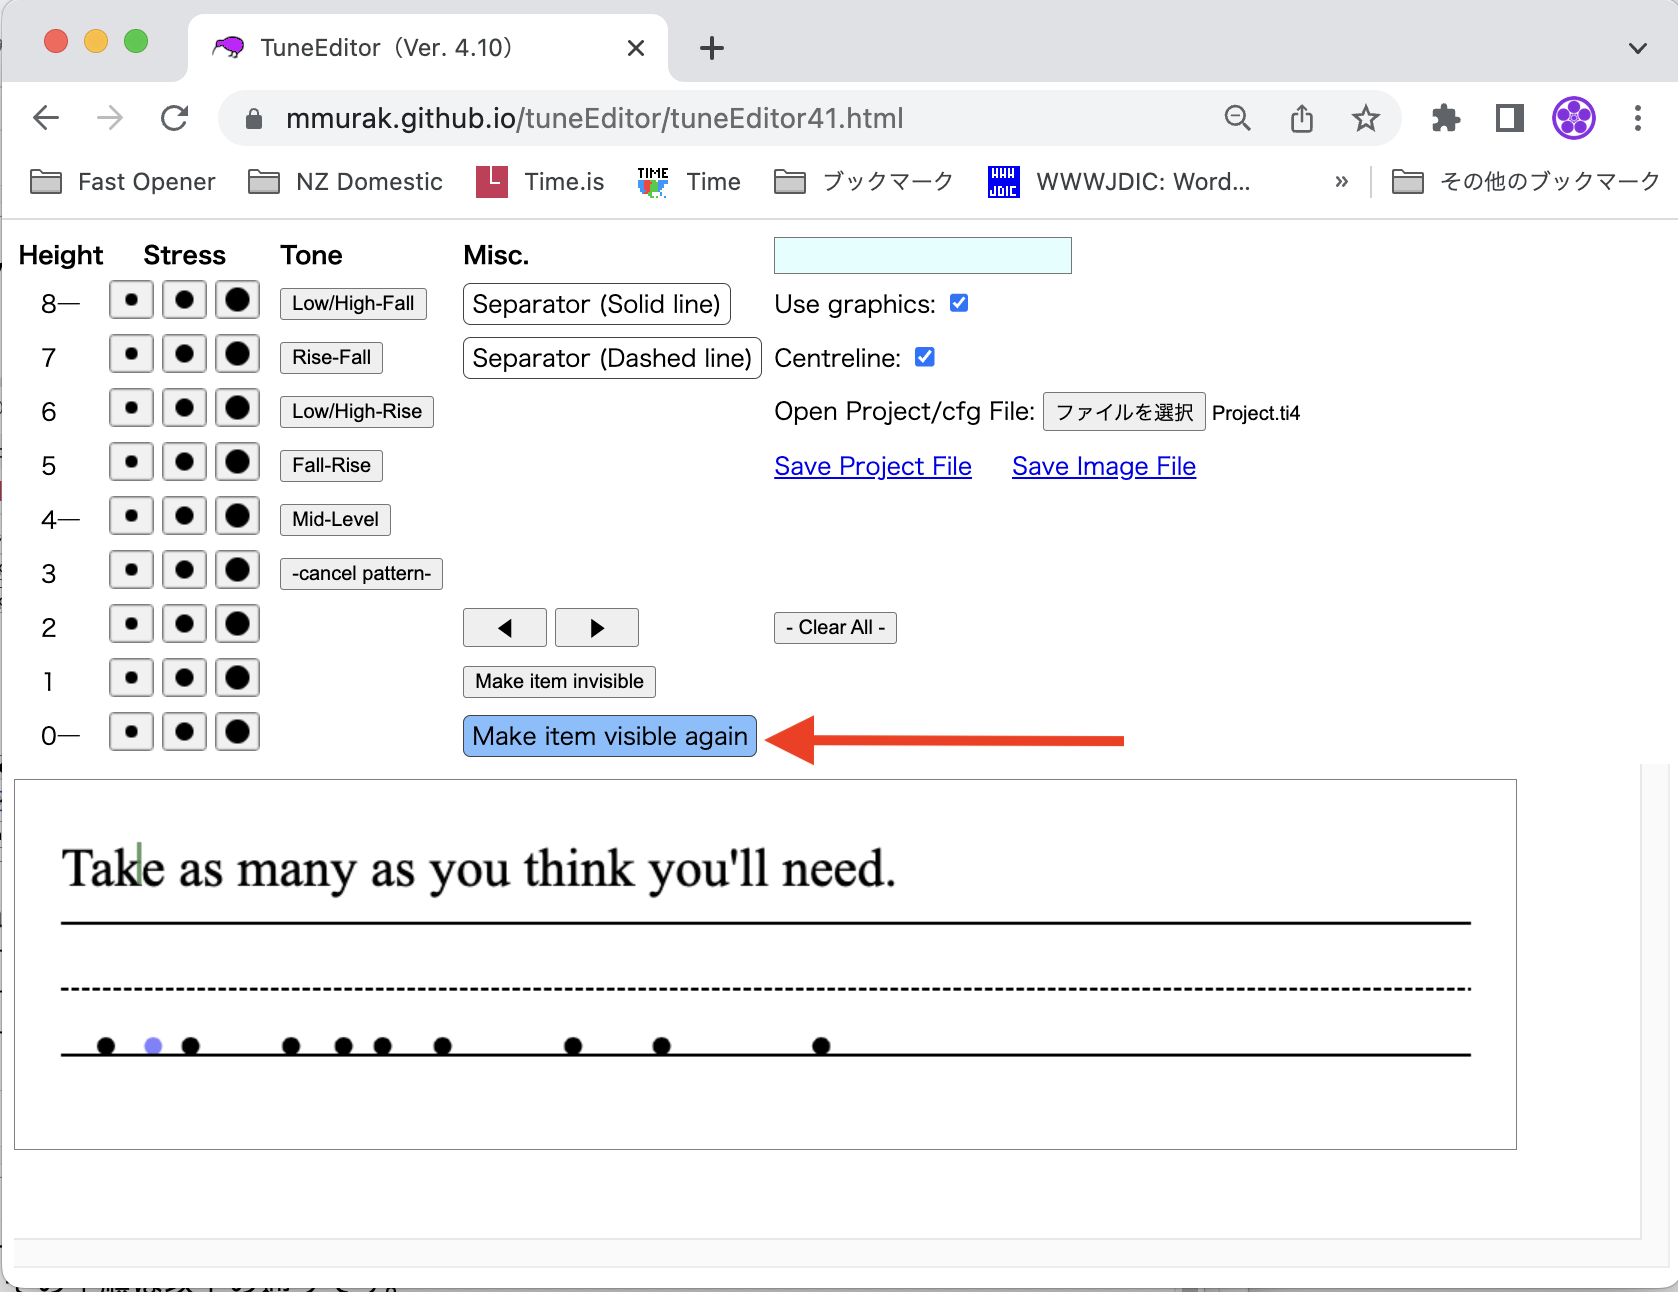 TuneEditor（Ver. 4.10）
mmurak.github.io/tuneEditor/tuneEditor41.html
Fast Opener NZ Domestic Time.is TIME Time ブックマーク WWW JDIC WWWJDIC: Word... » その他のブックマーク
Height Stress Tone Misc.
8— Low/High-Fall Separator (Solid line) Use graphics:
7 Rise-Fall Separator (Dashed line) Centreline:
6 Low/High-Rise Open Project/cfg File: ファイルを選択 Project.ti4
5 Fall-Rise Save Project File Save Image File
4— Mid-Level
3 -cancel pattern-
2 - Clear All -
1 Make item invisible
0— Make item visible again
Take as many as you think you'll need.